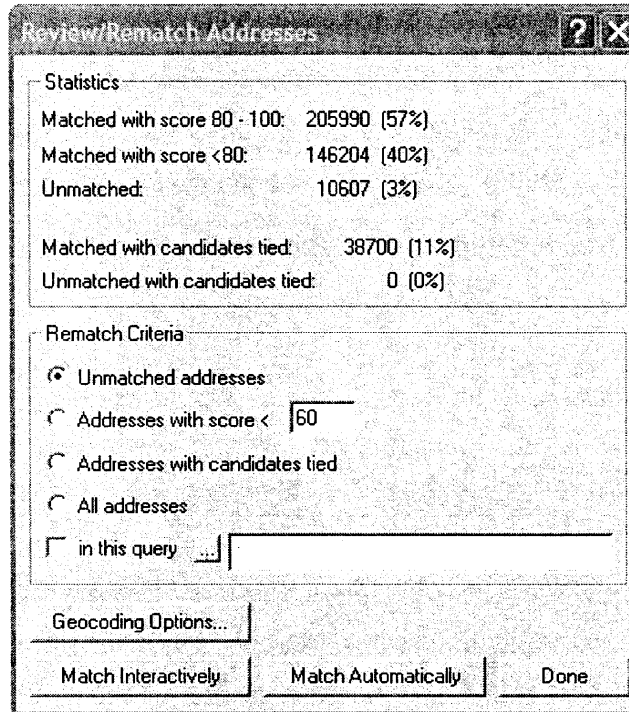 Review/Rematch Addresses ? X
Statistics
Matched with score 80 - 100: 205990 (57%)
Matched with score <80: 146204 (40%)
Unmatched: 10607 (3%)
Matched with candidates tied: 38700 (11%)
Unmatched with candidates tied: 0 (0%)
Rematch Criteria
Unmatched addresses
Addresses with score < 60
Addresses with candidates tied
All addresses
in this query ...
Geocoding Options...
Match Interactively Match Automatically Done